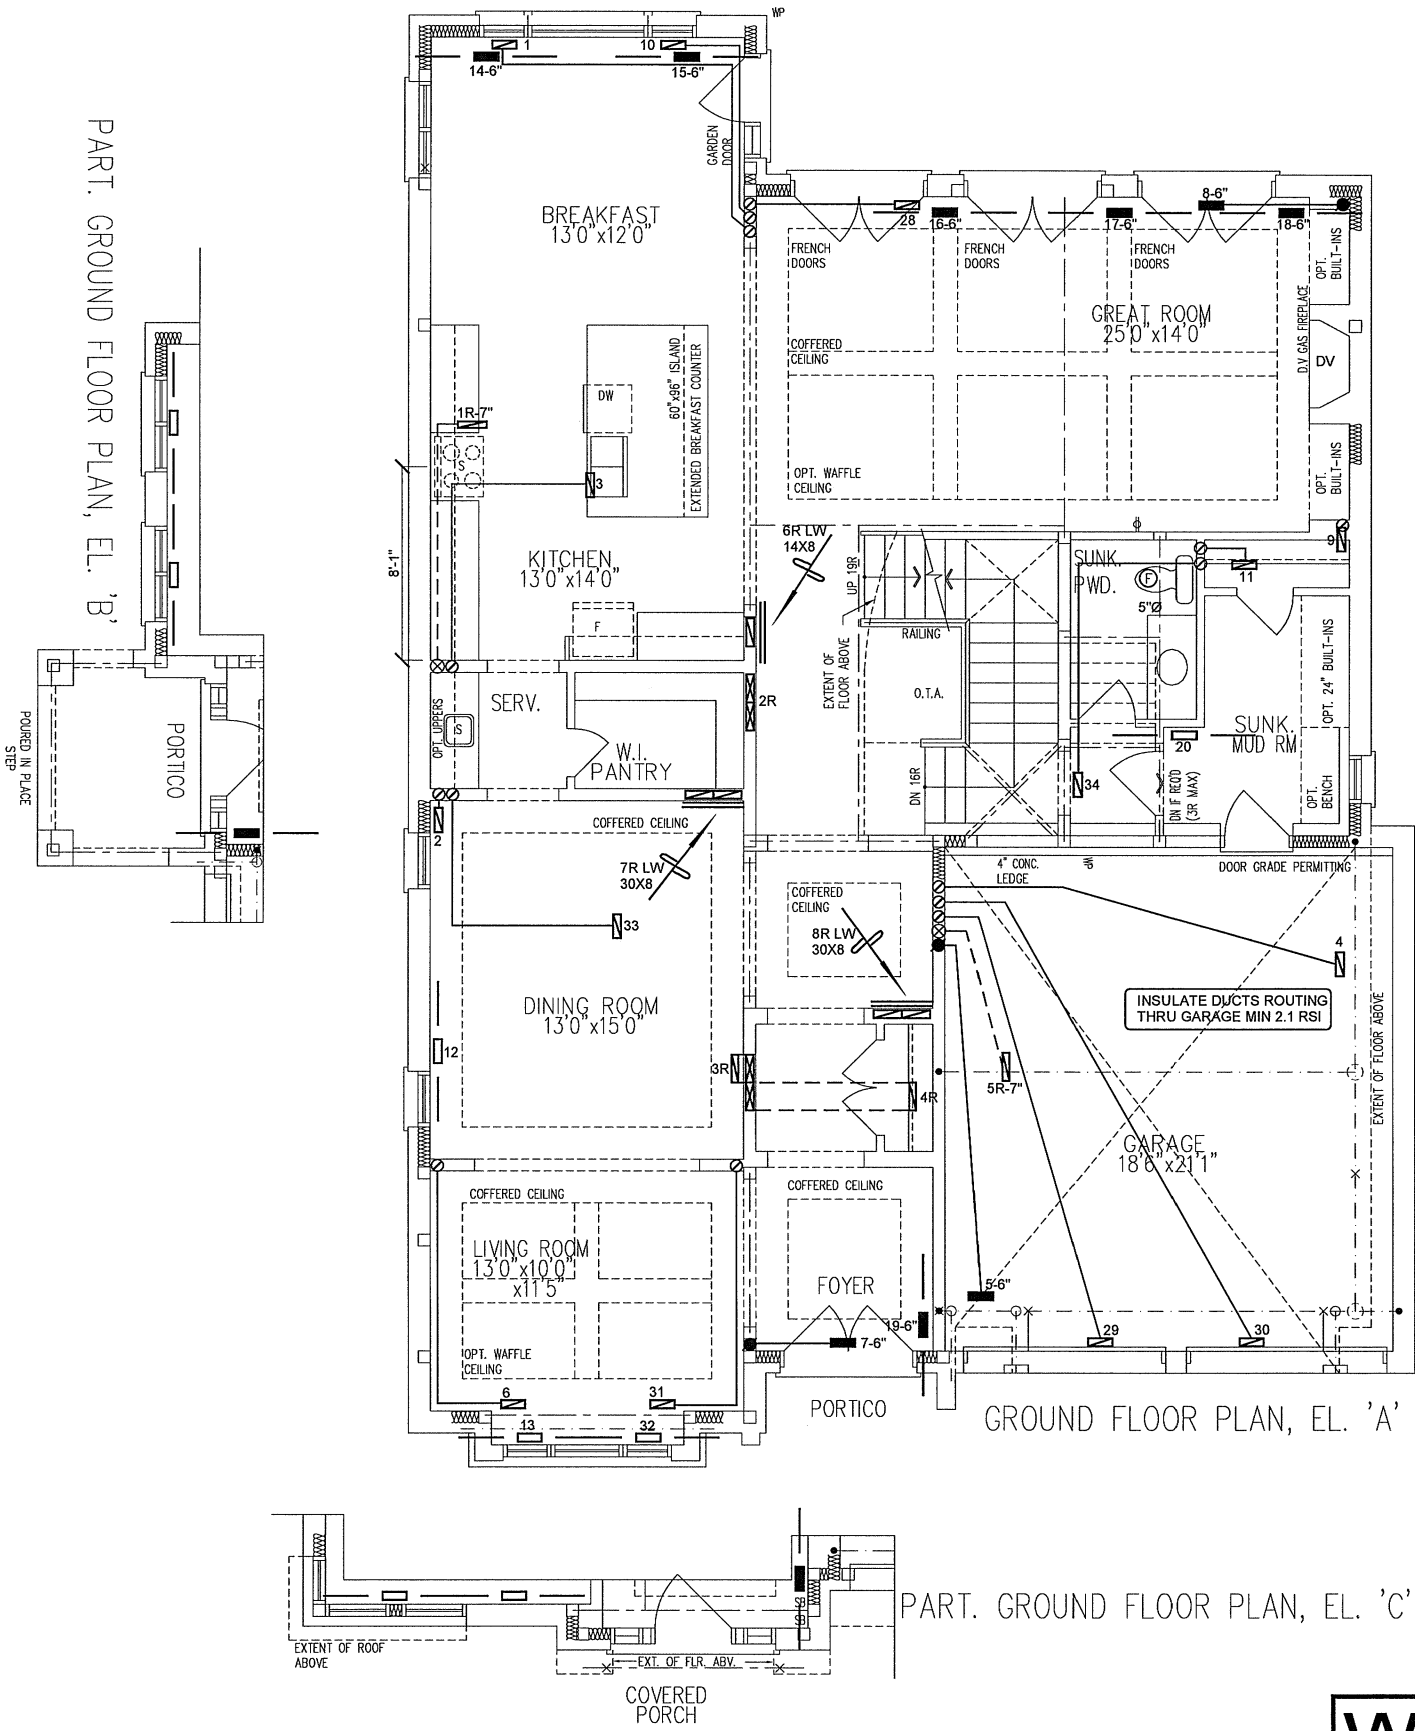 WP
1
10
14-6"
15-6"
GARDEN
DOOR
BREAKFAST
13'0"x12'0"
28
16-6"
17-6"
8-6"
18-6"
FRENCH
DOORS
FRENCH
DOORS
FRENCH
DOORS
OPT.
BUILT-INS
GREAT ROOM
25'0"x14'0"
COFFERED
CEILING
D.V GAS FIREPLACE
DV
OPT. WAFFLE
CEILING
OPT.
BUILT-INS
PART. GROUND FLOOR PLAN, EL. 'B'
60"x96" ISLAND
EXTENDED BREAKFAST COUNTER
DW
1R-7"
S
3
8'-1"
KITCHEN
13'0"x14'0"
F
6R LW
14X8
UP 19R
RAILING
EXTENT OF
FLOOR ABOVE
O.T.A.
DN 16R
2R
SUNK.
PWD.
F
5"Ø
9
11
OPT. 24" BUILT-INS
SUNK.
MUD RM
20
34
DN IF REQ'D
(3R MAX)
OPT.
BENCH
SERV.
OPT. UPPERS
S
W.I.
PANTRY
PORTICO
POURED IN PLACE
STEP
2
COFFERED CEILING
7R LW
30X8
33
DINING ROOM
13'0"x15'0"
12
3R
4R
COFFERED
CEILING
8R LW
30X8
4" CONC.
LEDGE
DOOR GRADE PERMITTING
4
INSULATE DUCTS ROUTING
THRU GARAGE MIN 2.1 RSI
EXTENT OF FLOOR ABOVE
5R-7"
GARAGE
18'6"x21'1"
COFFERED CEILING
LIVING ROOM
13'0"x10'0"
x11'5"
OPT. WAFFLE
CEILING
COFFERED CEILING
FOYER
5-6"
19-6"
7-6"
29
30
6
31
13
32
PORTICO
GROUND FLOOR PLAN, EL. 'A'
SB
SB
PART. GROUND FLOOR PLAN, EL. 'C'
EXTENT OF ROOF
ABOVE
EXT. OF FLR. ABV.
COVERED
PORCH